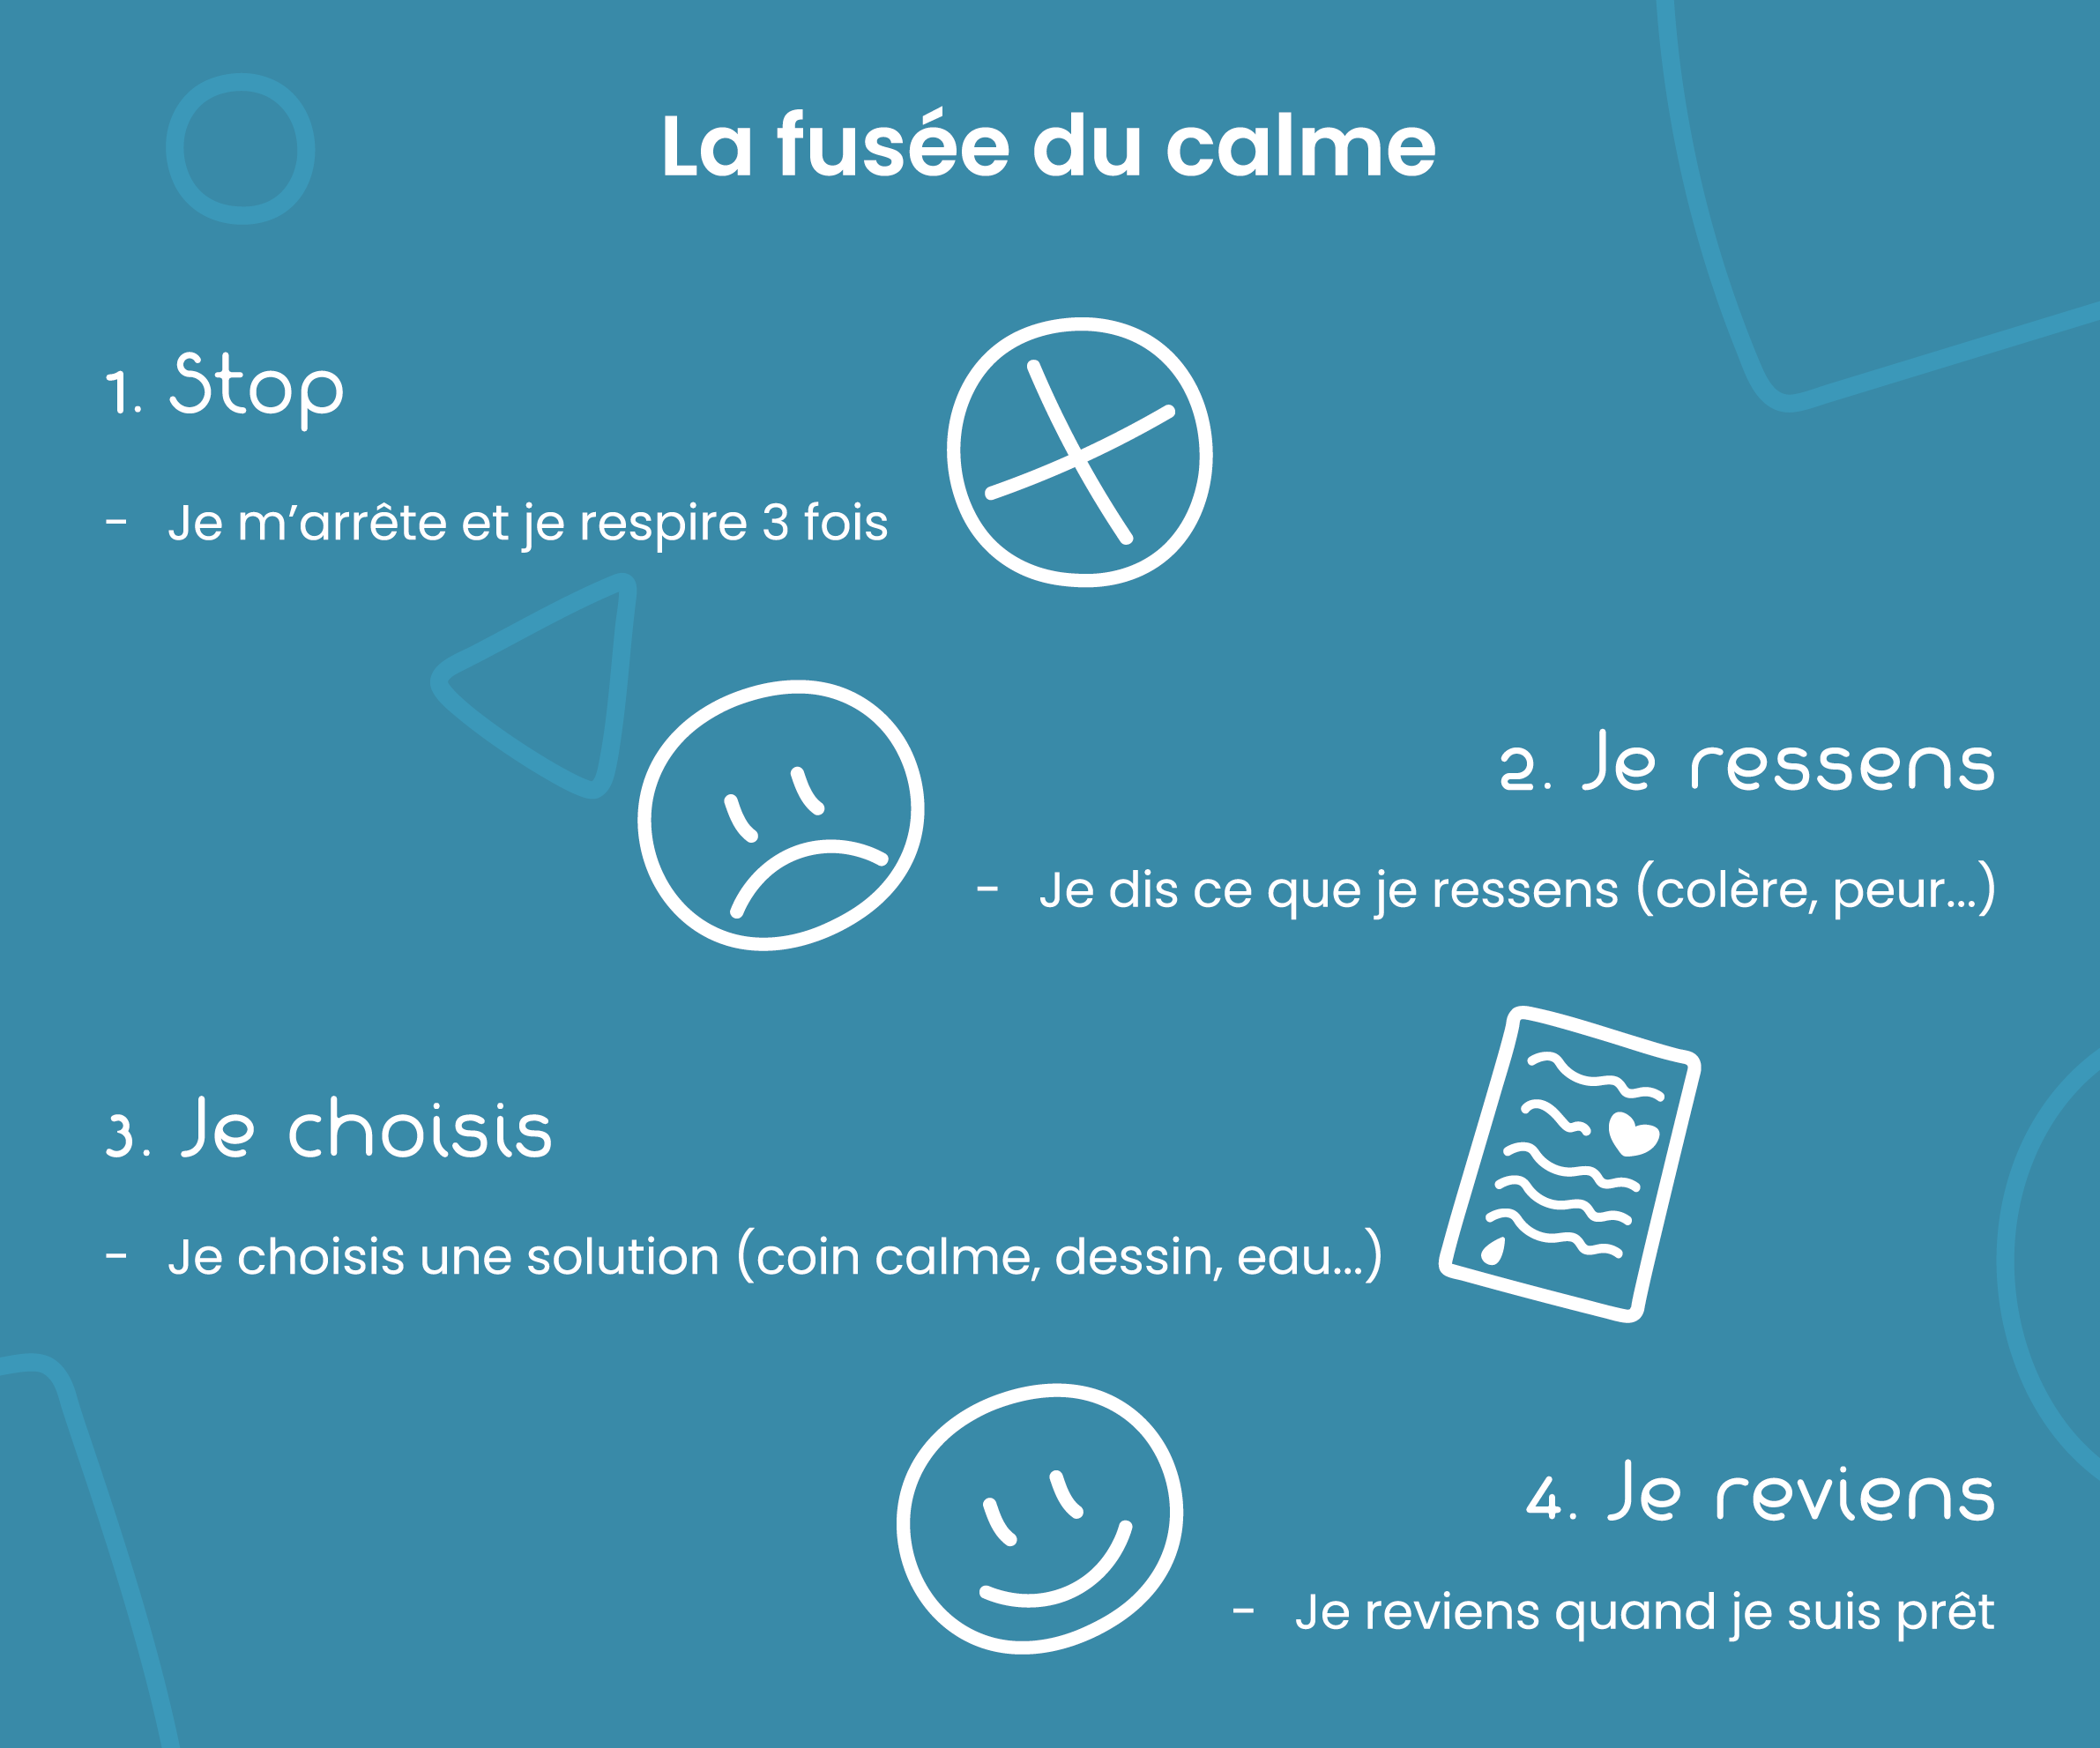 La fusée du calme
1. Stop
- Je m'arrête et je respire 3 fois
2. Je ressens
- Je dis ce que je ressens (colère, peur...)
3. Je choisis
- Je choisis une solution (coin calme, dessin, eau...)
4. Je reviens
- Je reviens quand je suis prêt